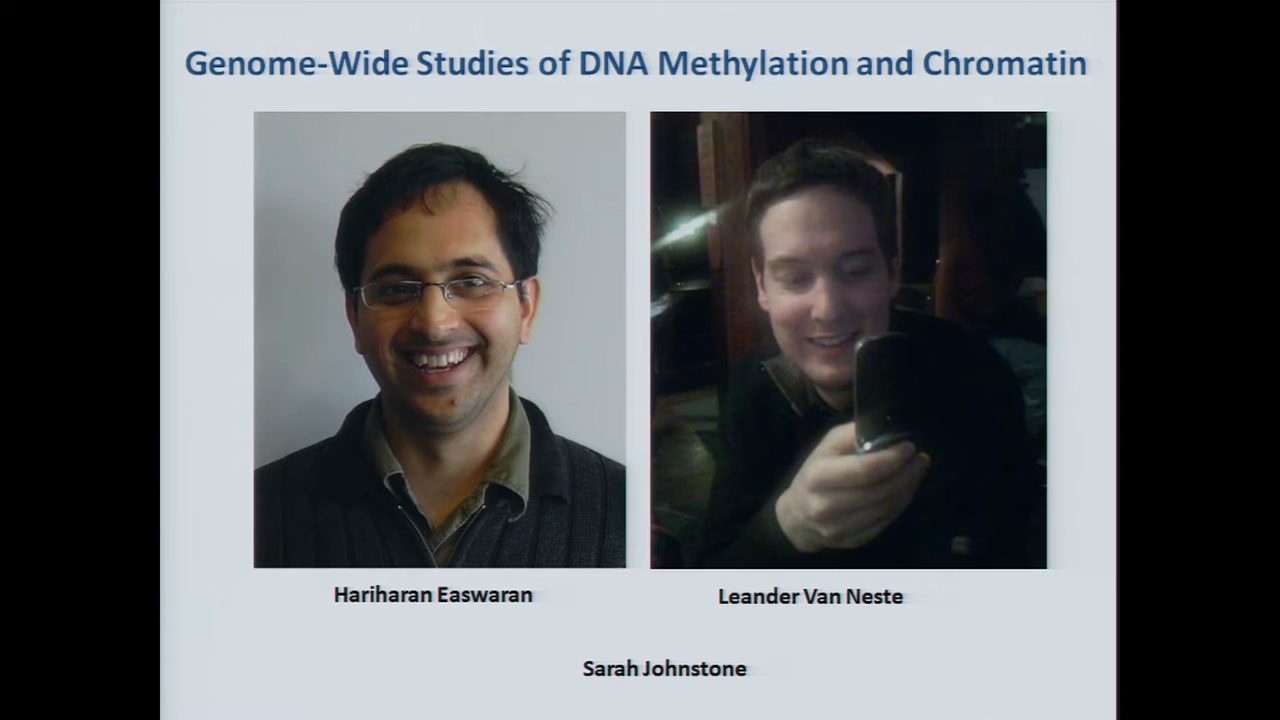 Genome-Wide Studies of DNA Methylation and Chromatin
Hariharan Easwaran
Leander Van Neste
Sarah Johnstone